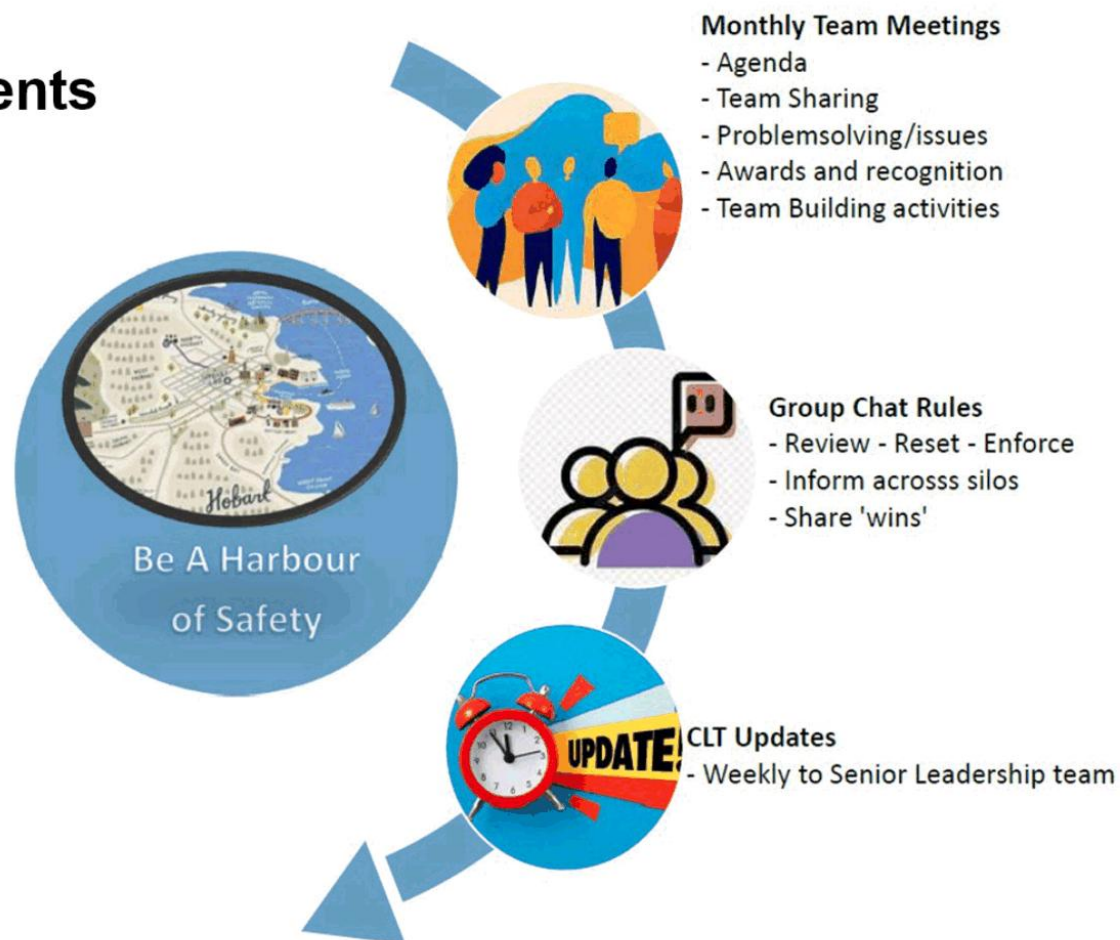 ents
Monthly Team Meetings
- Agenda
- Team Sharing
- Problemsolving/issues
- Awards and recognition
- Team Building activities
Hobart
Be A Harbour
of Safety
Group Chat Rules
- Review - Reset - Enforce
- Inform acrosss silos
- Share 'wins'
UPDATE!
CLT Updates
- Weekly to Senior Leadership team